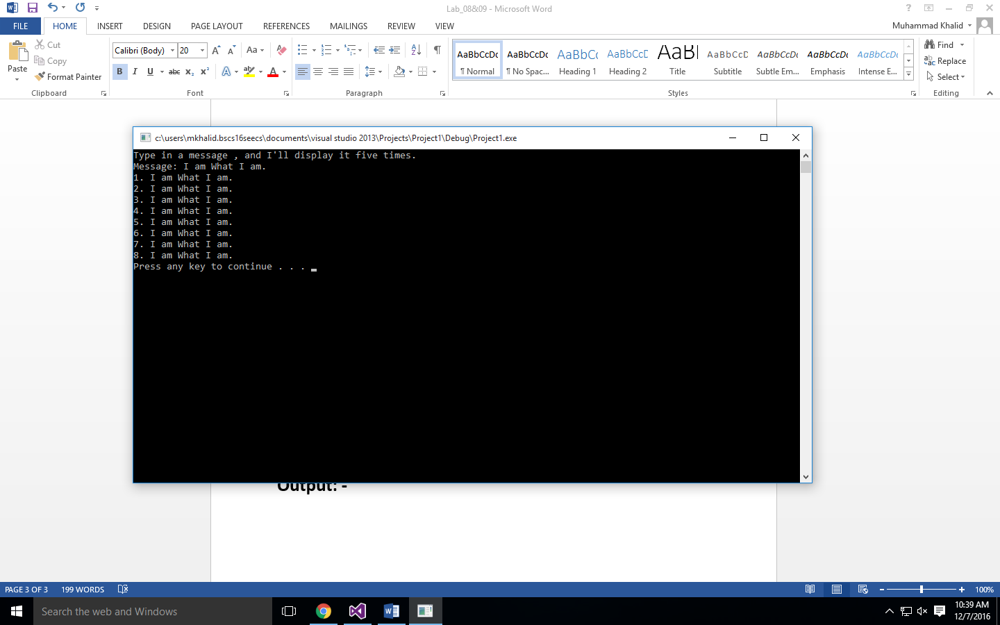 Lab_08&09 - Microsoft Word
FILE HOME INSERT DESIGN PAGE LAYOUT REFERENCES MAILINGS REVIEW VIEW Muhammad Khalid
Paste
Cut
Copy
Format Painter
Clipboard
Calibri (Body) 20
Font
Paragraph
AaBbCcDc AaBbCcDc AaBbCc AaBbCcD AaBl AaBbCcD AaBbCcDc AaBbCcDc AaBbCcDc
¶ Normal ¶ No Spac... Heading 1 Heading 2 Title Subtitle Subtle Em... Emphasis Intense E...
Styles
Find
Replace
Select
Editing
c:\users\mkhalid.bscs16seecs\documents\visual studio 2013\Projects\Project1\Debug\Project1.exe
Type in a message , and I'll display it five times.
Message: I am What I am.
1. I am What I am.
2. I am What I am.
3. I am What I am.
4. I am What I am.
5. I am What I am.
6. I am What I am.
7. I am What I am.
8. I am What I am.
Press any key to continue . . .
Output: -
PAGE 3 OF 3 199 WORDS 100%
Search the web and Windows
10:39 AM
12/7/2016